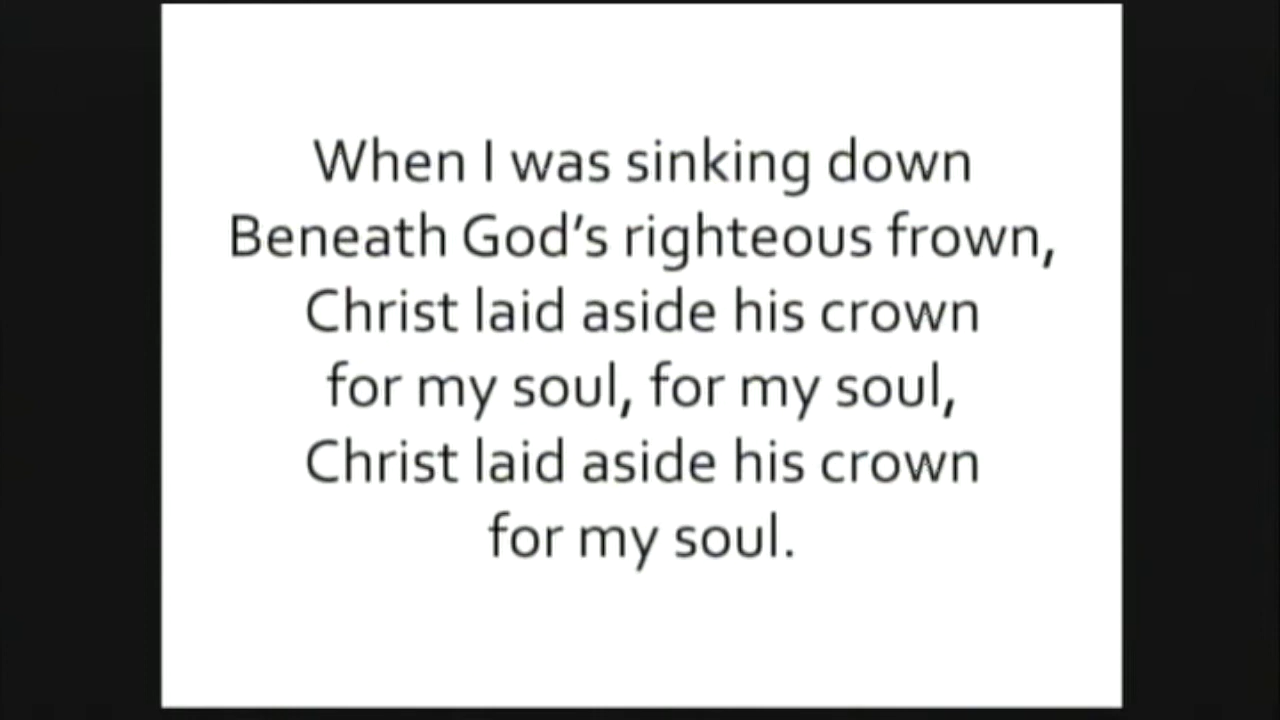 When I was sinking down
Beneath God’s righteous frown,
Christ laid aside his crown
for my soul, for my soul,
Christ laid aside his crown
for my soul.